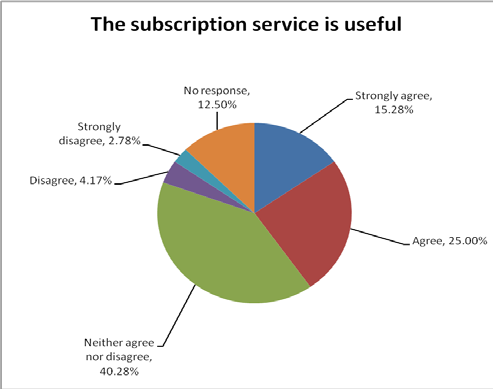 The subscription service is useful
No response,
12.50%
Strongly agree,
15.28%
Strongly
disagree, 2.78%
Disagree, 4.17%
Agree, 25.00%
Neither agree
nor disagree,
40.28%